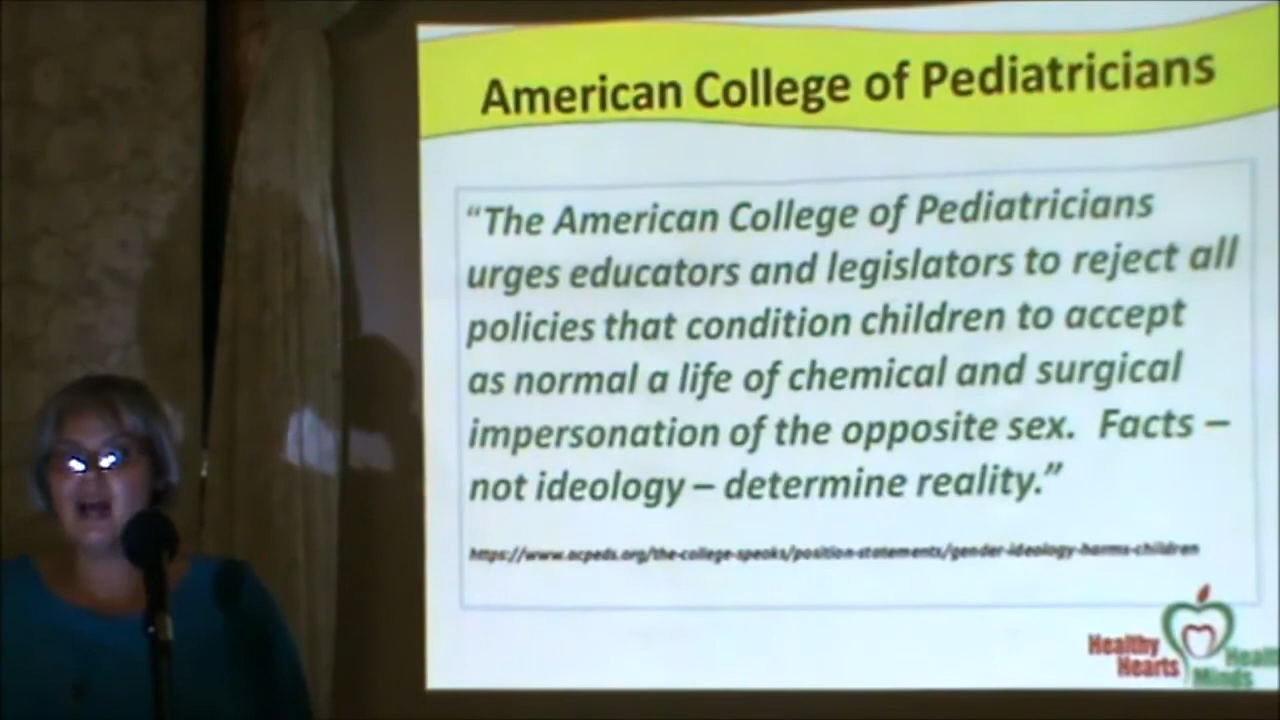 American College of Pediatricians
“The American College of Pediatricians
urges educators and legislators to reject all
policies that condition children to accept
as normal a life of chemical and surgical
impersonation of the opposite sex. Facts –
not ideology – determine reality.”
https://www.acpeds.org/the-college-speaks/position-statements/gender-ideology-harms-children
Healthy
Hearts
Minds